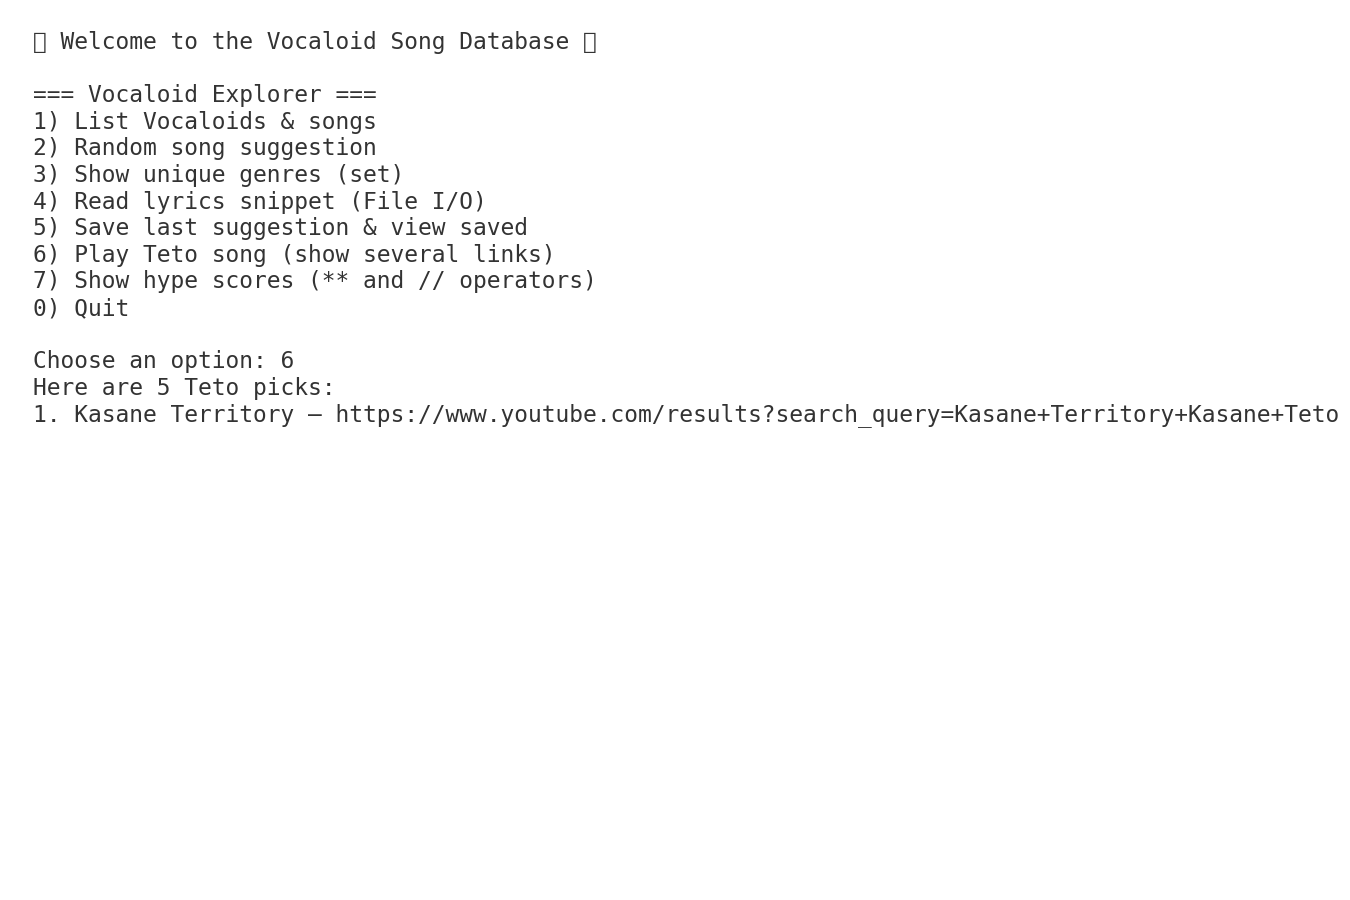 Welcome to the Vocaloid Song Database
=== Vocaloid Explorer ===
1) List Vocaloids & songs
2) Random song suggestion
3) Show unique genres (set)
4) Read lyrics snippet (File I/O)
5) Save last suggestion & view saved
6) Play Teto song (show several links)
7) Show hype scores (** and // operators)
0) Quit
Choose an option: 6
Here are 5 Teto picks:
1. Kasane Territory — https://www.youtube.com/results?search_query=Kasane+Territory+Kasane+Teto